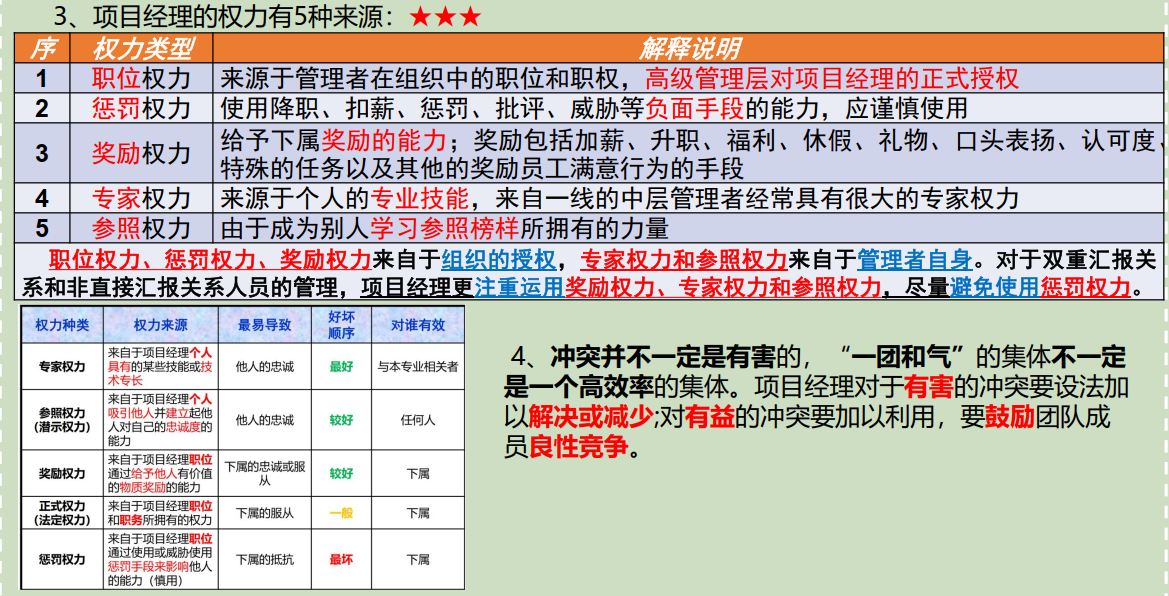 3、项目经理的权力有5种来源：★★★
序 权力类型 解释说明
1 职位权力 来源于管理者在组织中的职位和职权，高级管理层对项目经理的正式授权
2 惩罚权力 使用降职、扣薪、惩罚、批评、威胁等负面手段的能力，应谨慎使用
3 奖励权力 给予下属奖励的能力；奖励包括加薪、升职、福利、休假、礼物、口头表扬、认可度、
特殊的任务以及其他的奖励员工满意行为的手段
4 专家权力 来源于个人的专业技能，来自一线的中层管理者经常具有很大的专家权力
5 参照权力 由于成为别人学习参照榜样所拥有的力量
职位权力、惩罚权力、奖励权力来自于组织的授权，专家权力和参照权力来自于管理者自身。对于双重汇报关
系和非直接汇报关系人员的管理，项目经理更注重运用奖励权力、专家权力和参照权力，尽量避免使用惩罚权力。
权力种类 权力来源 最易导致 好坏
顺序 对谁有效
专家权力 来自于项目经理个人
具有的某些技能或技
术专长 他人的忠诚 最好 与本专业相关者
参照权力
(潜示权力) 来自于项目经理个人
吸引他人并建立起他
人对自己的忠诚度的
能力 他人的忠诚 较好 任何人
奖励权力 来自于项目经理职位
通过给予他人有价值
的物质奖励的能力 下属的忠诚或服
从 较好 下属
正式权力
(法定权力) 来自于项目经理职位
和职务所拥有的权力 下属的服从 一般 下属
惩罚权力 来自于项目经理职位
通过使用或威胁使用
惩罚手段来影响他人
的能力（慎用） 下属的抵抗 最坏 下属
4、冲突并不一定是有害的，“一团和气”的集体不一定
是一个高效率的集体。项目经理对于有害的冲突要设法加
以解决或减少;对有益的冲突要加以利用，要鼓励团队成
员良性竞争。